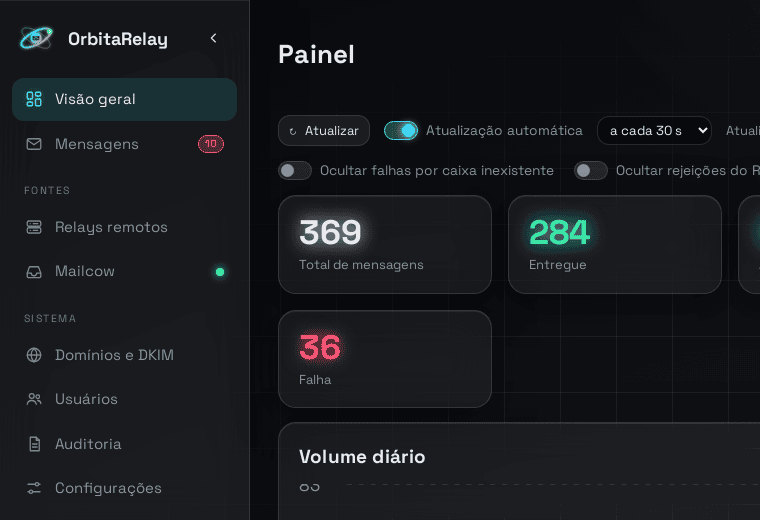 OrbitaRelay
Painel
Visão geral
Mensagens 10
FONTES
Relays remotos
Mailcow
SISTEMA
Domínios e DKIM
Usuários
Auditoria
Configurações
Atualizar Atualização automática a cada 30 s Atuali
Ocultar falhas por caixa inexistente Ocultar rejeições do R
369
Total de mensagens
284
Entregue
36
Falha
Volume diário